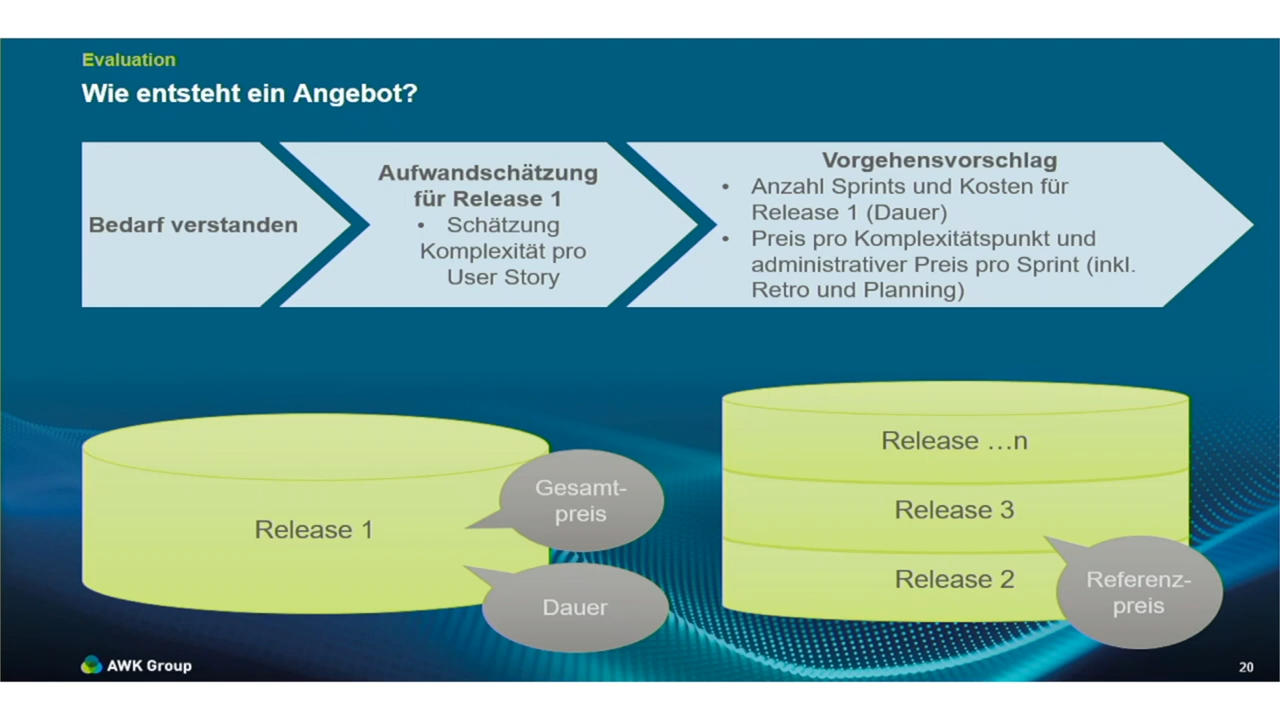 Evaluation
Wie entsteht ein Angebot?
Bedarf verstanden
Aufwandschätzung
für Release 1
• Schätzung
Komplexität pro
User Story
Vorgehensvorschlag
• Anzahl Sprints und Kosten für
Release 1 (Dauer)
• Preis pro Komplexitätspunkt und
administrativer Preis pro Sprint (inkl.
Retro und Planning)
Release 1
Gesamt-
preis
Dauer
Release …n
Release 3
Release 2
Referenz-
preis
AWK Group
20